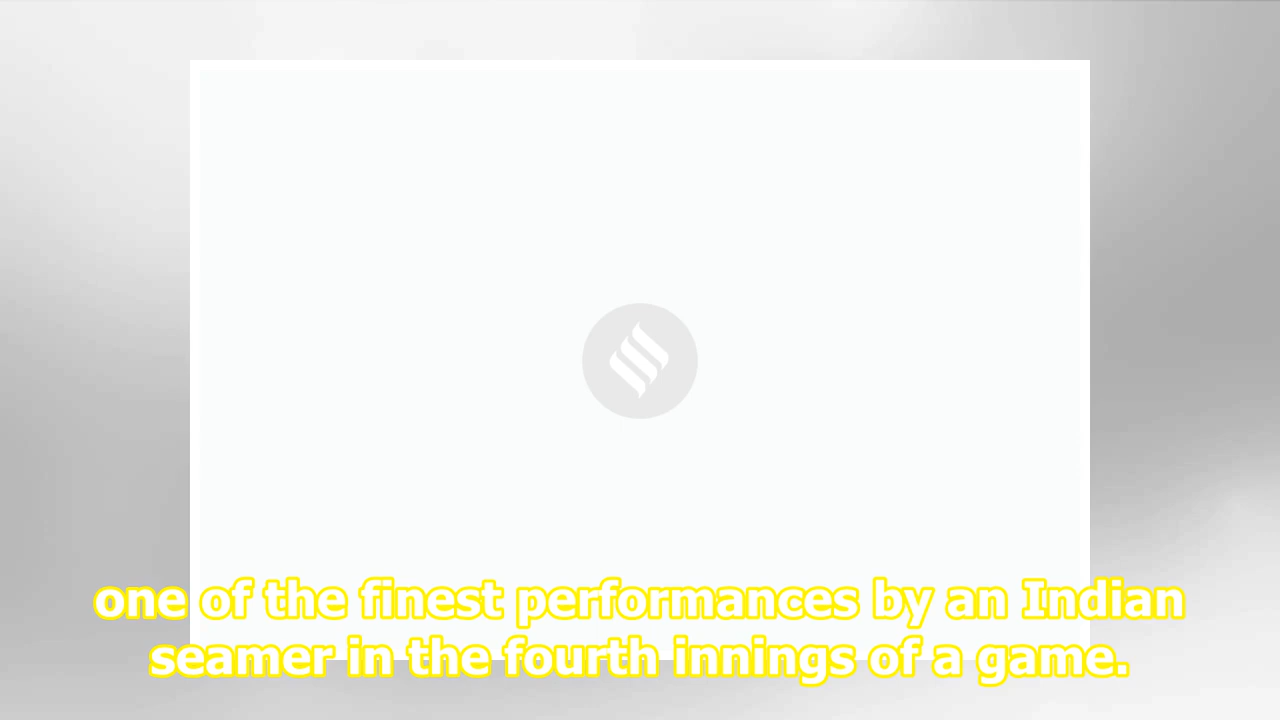 one of the finest performances by an Indian
seamer in the fourth innings of a game.